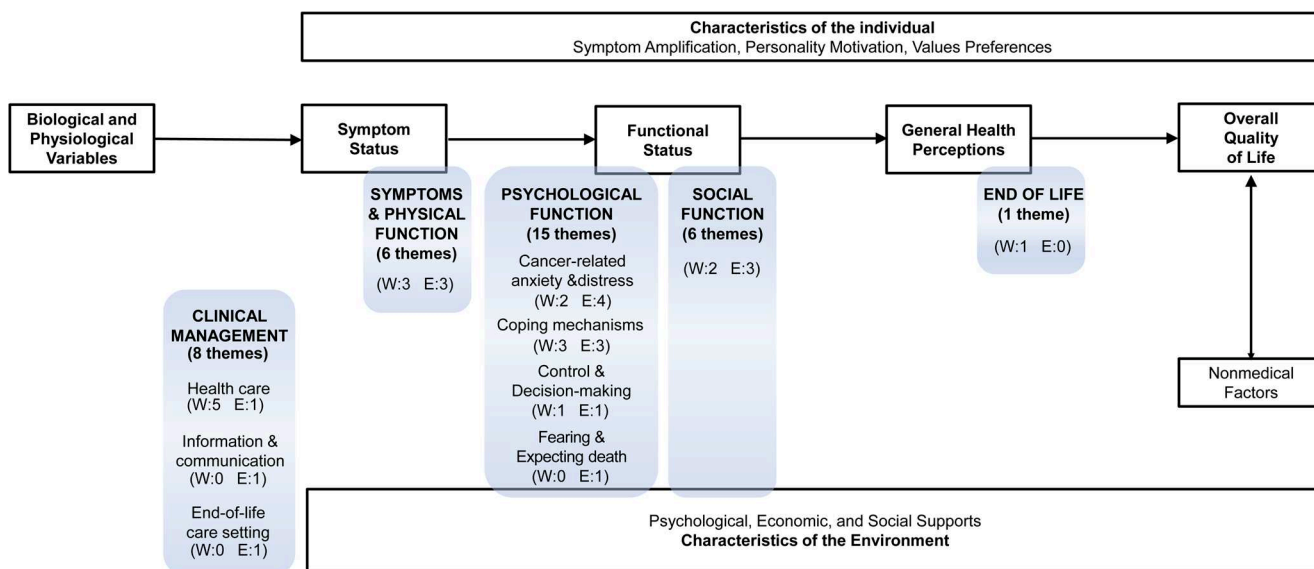 Characteristics of the individual
Symptom Amplification, Personality Motivation, Values Preferences
Biological and
Physiological
Variables
Symptom
Status
Functional
Status
General Health
Perceptions
Overall
Quality
of Life
SYMPTOMS
& PHYSICAL
FUNCTION
(6 themes)
(W:3 E:3)
PSYCHOLOGICAL
FUNCTION
(15 themes)
Cancer-related
anxiety &distress
(W:2 E:4)
Coping mechanisms
(W:3 E:3)
Control &
Decision-making
(W:1 E:1)
Fearing &
Expecting death
(W:0 E:1)
SOCIAL
FUNCTION
(6 themes)
(W:2 E:3)
END OF LIFE
(1 theme)
(W:1 E:0)
CLINICAL
MANAGEMENT
(8 themes)
Health care
(W:5 E:1)
Information &
communication
(W:0 E:1)
End-of-life
care setting
(W:0 E:1)
Nonmedical
Factors
Psychological, Economic, and Social Supports
Characteristics of the Environment